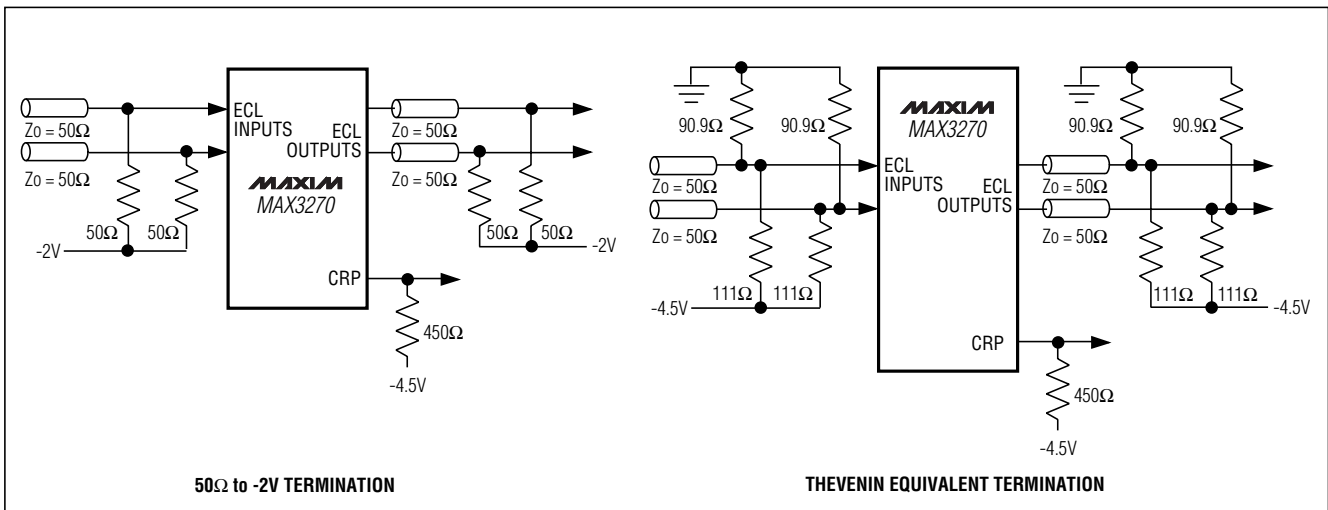 Zo = 50Ω
Zo = 50Ω
50Ω 50Ω
-2V
ECL
INPUTS
ECL
OUTPUTS
MAXIM
MAX3270
CRP
Zo = 50Ω
Zo = 50Ω
50Ω 50Ω
-2V
450Ω
-4.5V
50Ω to -2V TERMINATION
90.9Ω 90.9Ω
Zo = 50Ω
Zo = 50Ω
111Ω 111Ω
-4.5V
MAXIM
MAX3270
ECL
INPUTS
ECL
OUTPUTS
CRP
90.9Ω 90.9Ω
Zo = 50Ω
Zo = 50Ω
111Ω 111Ω
-4.5V
450Ω
-4.5V
THEVENIN EQUIVALENT TERMINATION